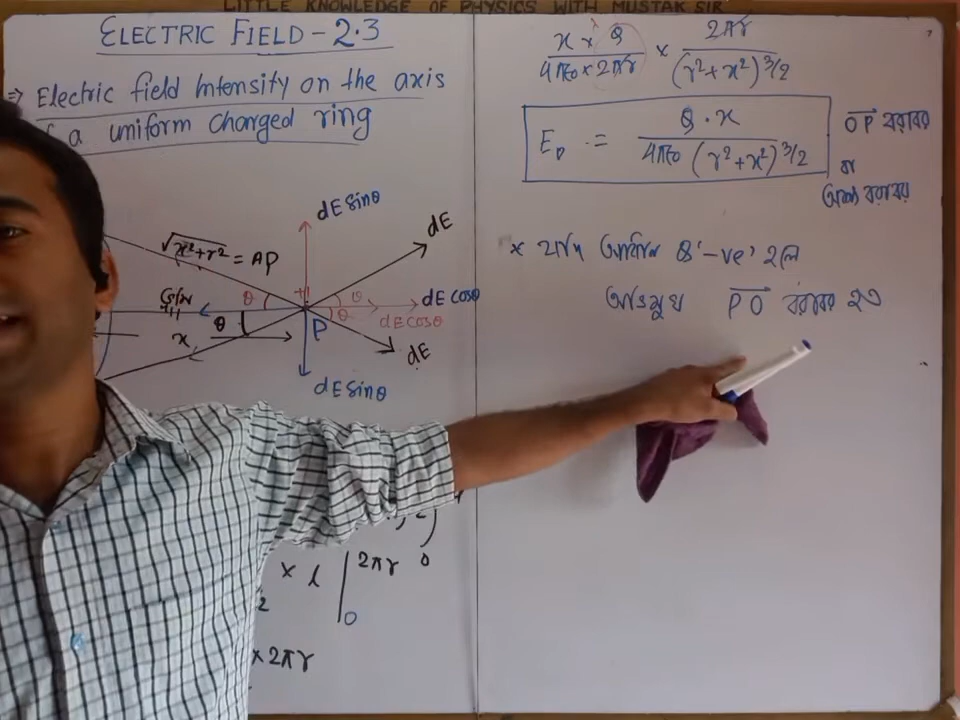 LITTLE KNOWLEDGE OF PHYSICS WITH MUSTAK SIR
ELECTRIC FIELD - 2.3
⇒ Electric field Intensity on the axis
a uniform charged ring
dE sinθ
dE
√x²+r² = AP
θ
θ
dE cosθ
θ
dE cosθ
θ
P
x
dE
dE sinθ
x l | 2πr 0
0
2
x 2πr
x × Q / 4πε₀ × 2πr × 2πr / (r²+x²)^3/2
E_P = Q · x / 4πε₀ (r²+x²)^3/2
OP বরাবর
বা
অক্ষ বরাবর
* যদি আধান Q '-ve' হলে
অভিমুখ PO বরাবর হত